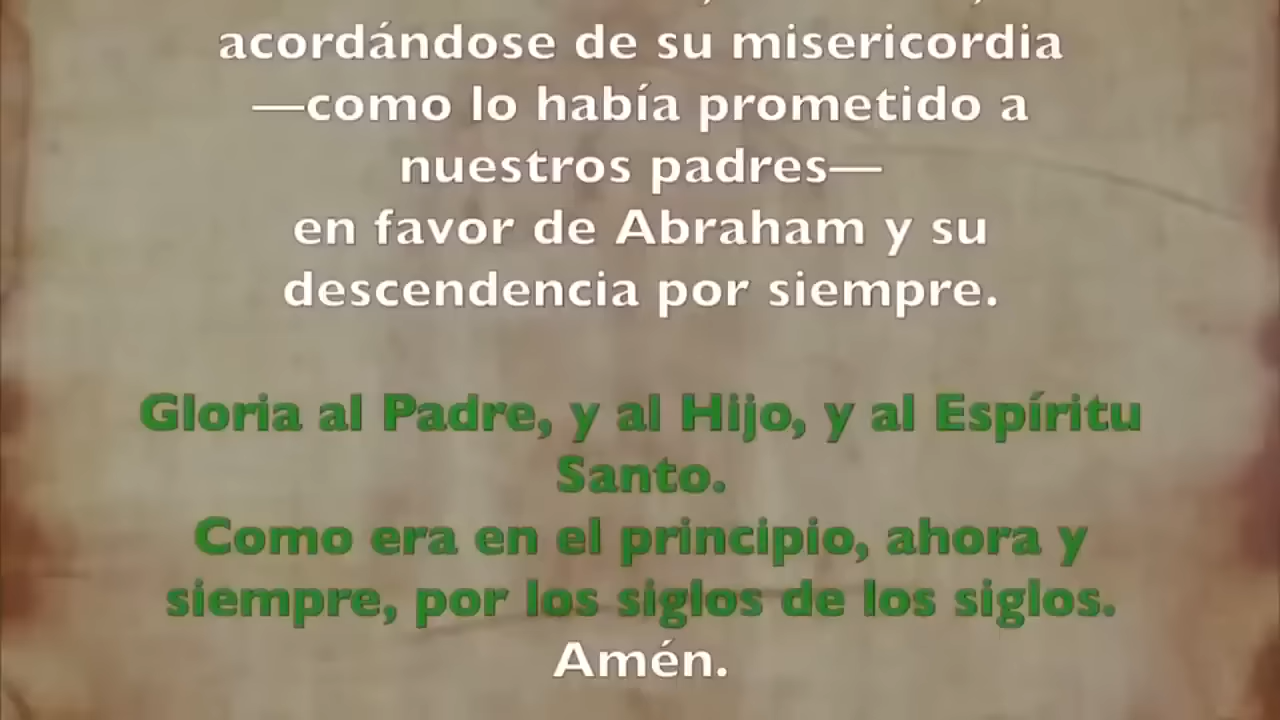 acordándose de su misericordia
—como lo había prometido a
nuestros padres—
en favor de Abraham y su
descendencia por siempre.
Gloria al Padre, y al Hijo, y al Espíritu
Santo.
Como era en el principio, ahora y
siempre, por los siglos de los siglos.
Amén.